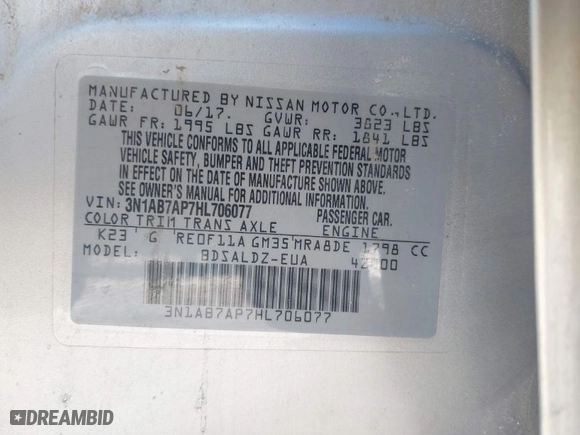 MANUFACTURED BY NISSAN MOTOR CO., LTD.
DATE: 06/17. GVWR: 3823 LBS
GAWR FR: 1995 LBS GAWR RR: 1841 LBS
THIS VEHICLE CONFORMS TO ALL APPLICABLE FEDERAL MOTOR
VEHICLE SAFETY, BUMPER AND THEFT PREVENTION STANDARDS
IN EFFECT ON THE DATE OF MANUFACTURE SHOWN ABOVE.
SEE OWNER'S MANUAL FOR ADDITIONAL INFORMATION.
VIN: 3N1AB7AP7HL706077 PASSENGER CAR.
COLOR TRIM TRANS AXLE ENGINE
K23 G RE0F11A GM35 MRA8DE 1798 CC
MODEL: BDSALDZ-EUA
3N1AB7AP7HL706077
DREAMBID